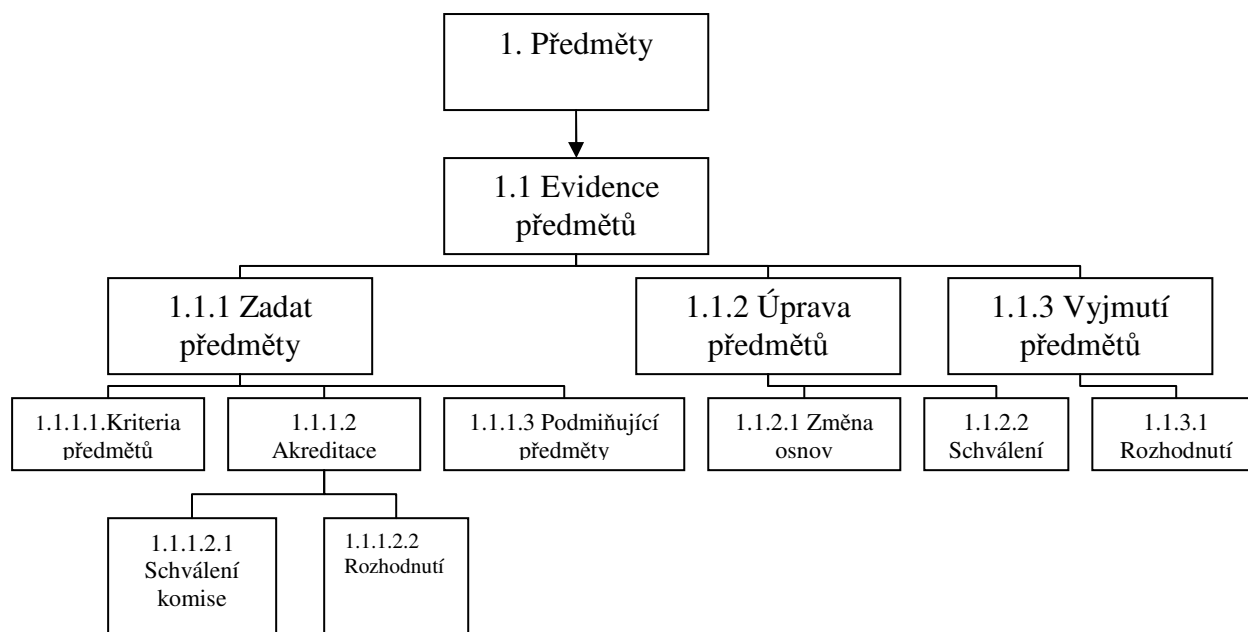 1. Předměty
1.1 Evidence
předmětů
1.1.1 Zadat
předměty
1.1.2 Úprava
předmětů
1.1.3 Vyjmutí
předmětů
1.1.1.1.Kriteria
předmětů
1.1.1.2
Akreditace
1.1.1.3 Podmiňující
předměty
1.1.2.1 Změna
osnov
1.1.2.2
Schválení
1.1.3.1
Rozhodnutí
1.1.1.2.1
Schválení
komise
1.1.1.2.2
Rozhodnutí